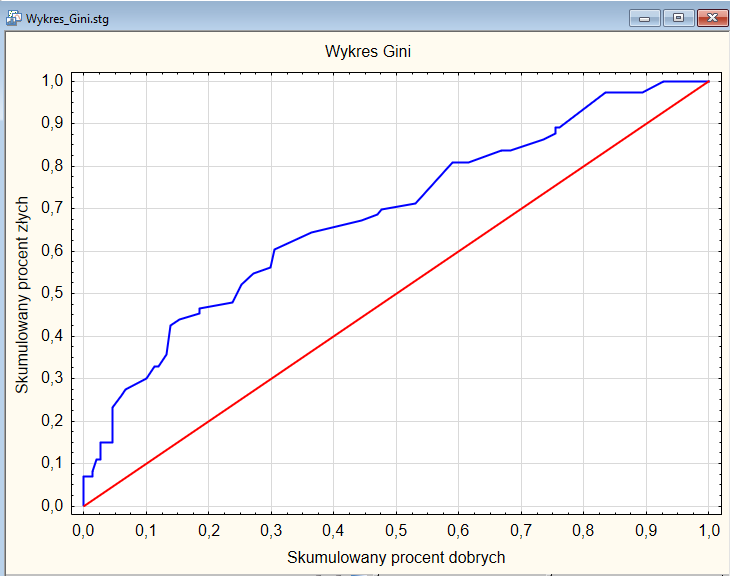 Wykres_Gini.stg
Wykres Gini
1,0
0,9
0,8
0,7
0,6
0,5
0,4
0,3
0,2
0,1
0,0
Skumulowany procent złych
0,0 0,1 0,2 0,3 0,4 0,5 0,6 0,7 0,8 0,9 1,0
Skumulowany procent dobrych